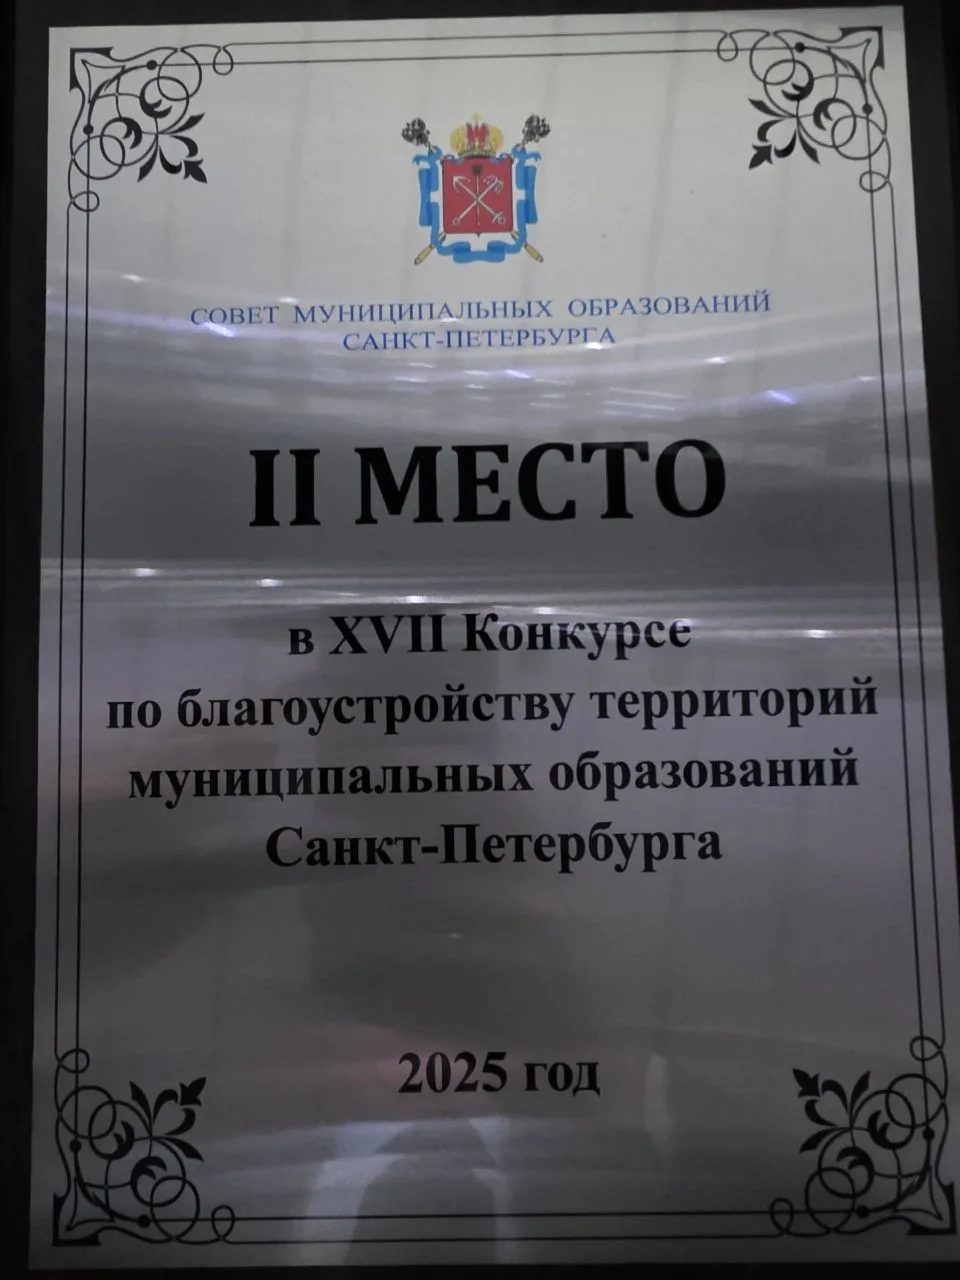 СОВЕТ МУНИЦИПАЛЬНЫХ ОБРАЗОВАНИЙ
САНКТ-ПЕТЕРБУРГА
II МЕСТО
в XVII Конкурсе
по благоустройству территорий
муниципальных образований
Санкт-Петербурга
2025 год